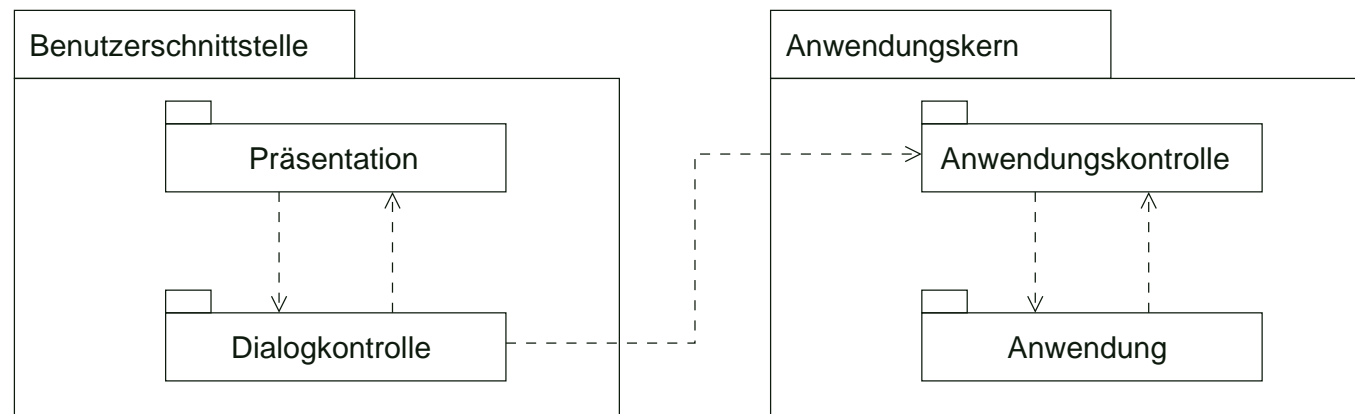 Benutzerschnittstelle
Präsentation
Dialogkontrolle
Anwendungskern
Anwendungskontrolle
Anwendung